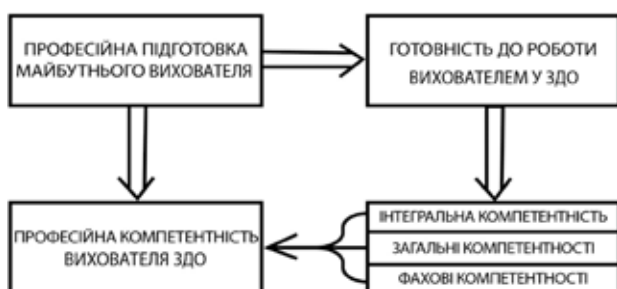 ПРОФЕСІЙНА ПІДГОТОВКА
МАЙБУТНЬОГО ВИХОВАТЕЛЯ
ГОТОВНІСТЬ ДО РОБОТИ
ВИХОВАТЕЛЕМ У ЗДО
ПРОФЕСІЙНА КОМПЕТЕНТНІСТЬ
ВИХОВАТЕЛЯ ЗДО
ІНТЕГРАЛЬНА КОМПЕТЕНТНІСТЬ
ЗАГАЛЬНІ КОМПЕТЕНТНОСТІ
ФАХОВІ КОМПЕТЕНТНОСТІ